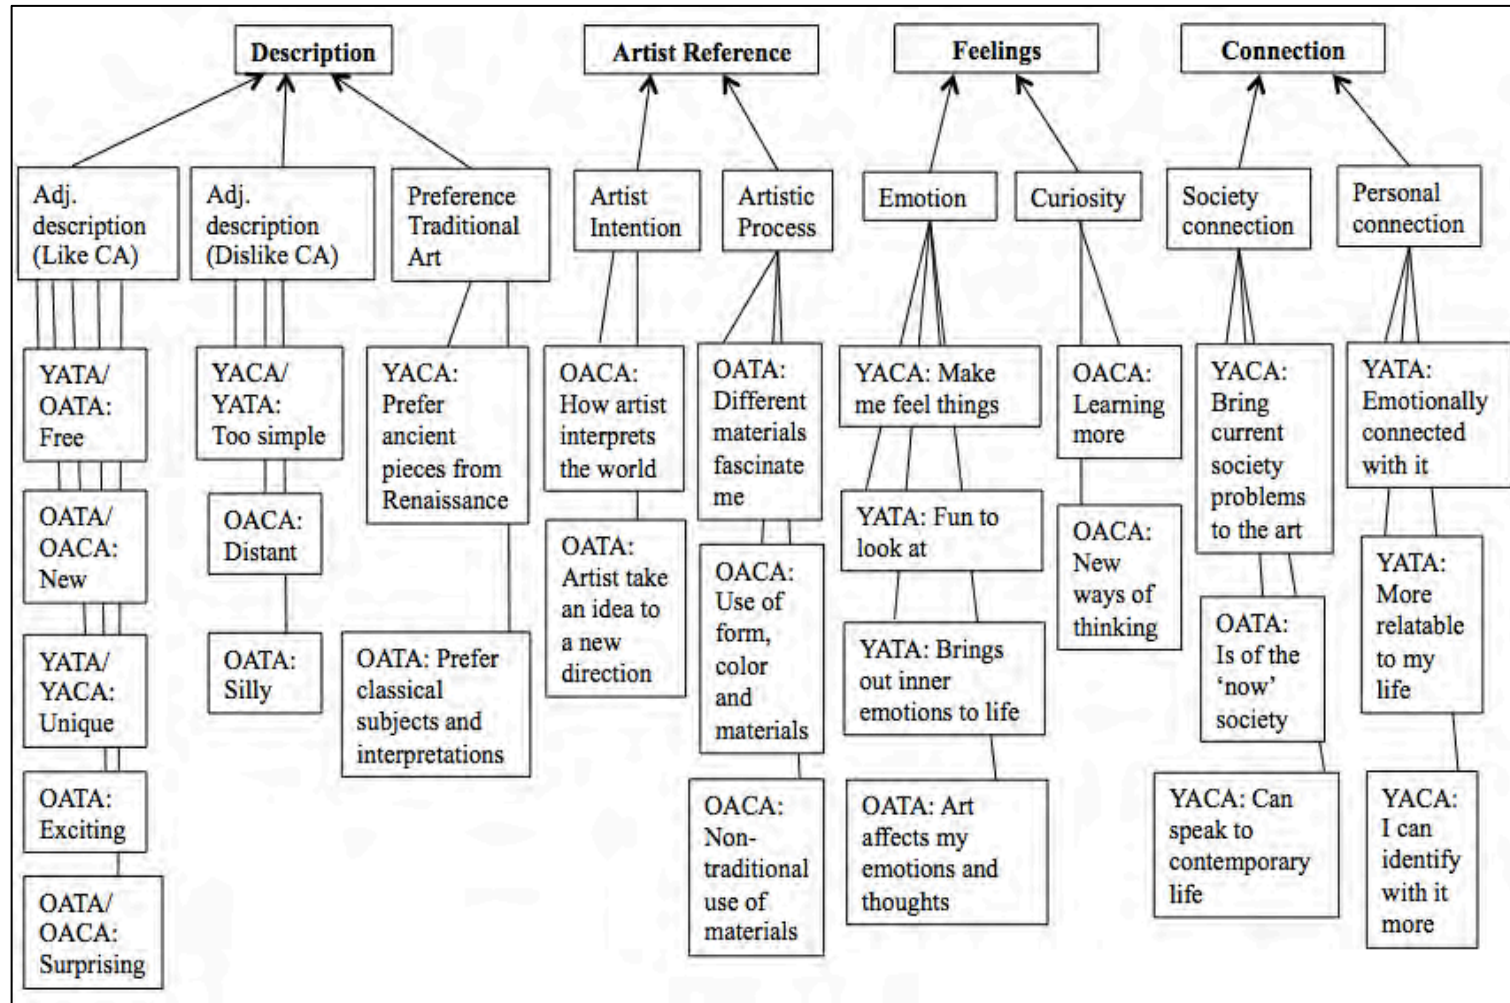 Description
Artist Reference
Feelings
Connection
Adj.
description
(Like CA)
Adj.
description
(Dislike CA)
Preference
Traditional
Art
Artist
Intention
Artistic
Process
Emotion
Curiosity
Society
connection
Personal
connection
YATA/
OATA:
Free
OATA/
OACA:
New
YATA/
YACA:
Unique
OATA:
Exciting
OATA/
OACA:
Surprising
YACA/
YATA:
Too simple
OACA:
Distant
OATA:
Silly
YACA:
Prefer
ancient
pieces from
Renaissance
OATA: Prefer
classical
subjects and
interpretations
OACA:
How artist
interprets
the world
OATA:
Artist take
an idea to
a new
direction
OATA:
Different
materials
fascinate
me
OACA:
Use of
form,
color
and
materials
OACA:
Non-
traditional
use of
materials
YACA: Make
me feel things
YATA: Fun to
look at
YATA: Brings
out inner
emotions to life
OATA: Art
affects my
emotions and
thoughts
OACA:
Learning
more
OACA:
New
ways of
thinking
YACA:
Bring
current
society
problems
to the art
OATA:
Is of the
‘now’
society
YACA: Can
speak to
contemporary
life
YATA:
Emotionally
connected
with it
YATA:
More
relatable
to my
life
YACA:
I can
identify
with it
more